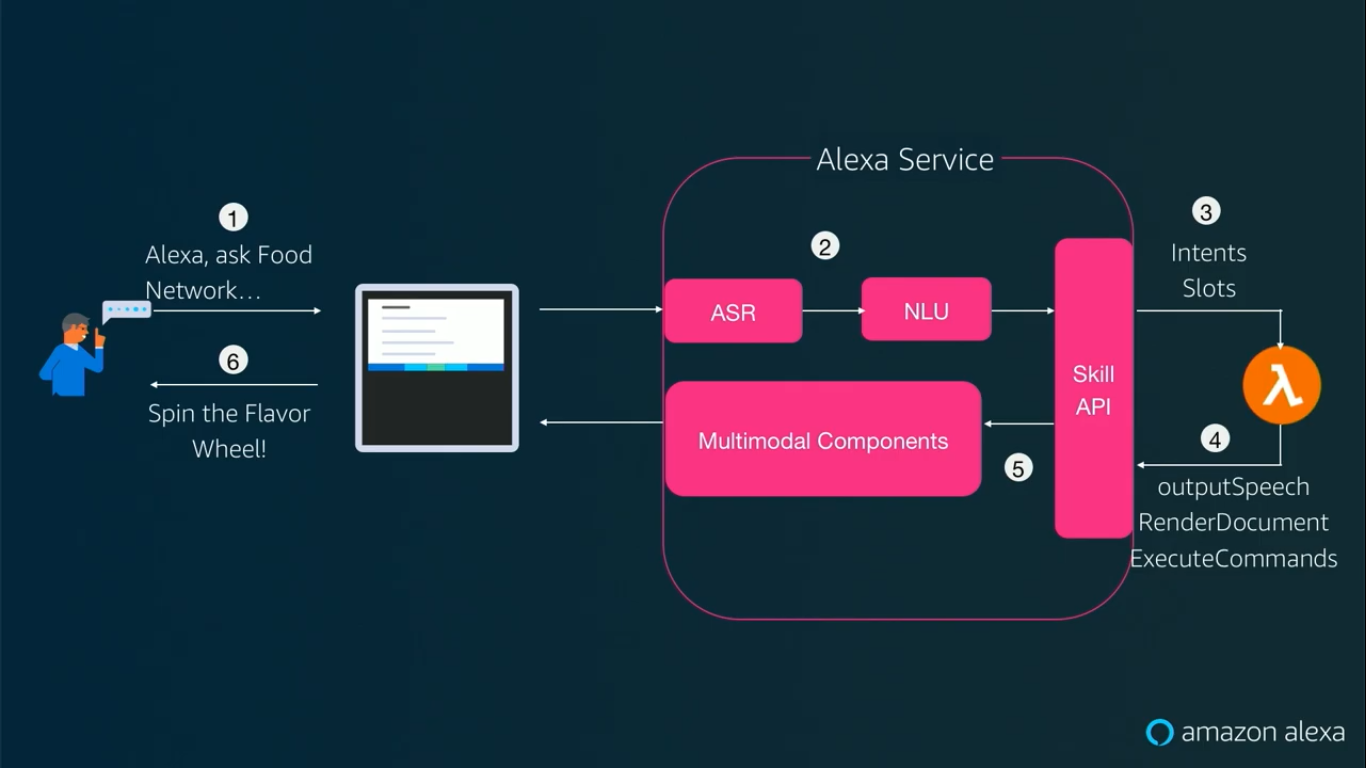 Alexa Service
1
Alexa, ask Food
Network...
2
3
Intents
Slots
ASR
NLU
Skill
API
6
Spin the Flavor
Wheel!
Multimodal Components
5
λ
4
outputSpeech
RenderDocument
ExecuteCommands
amazon alexa